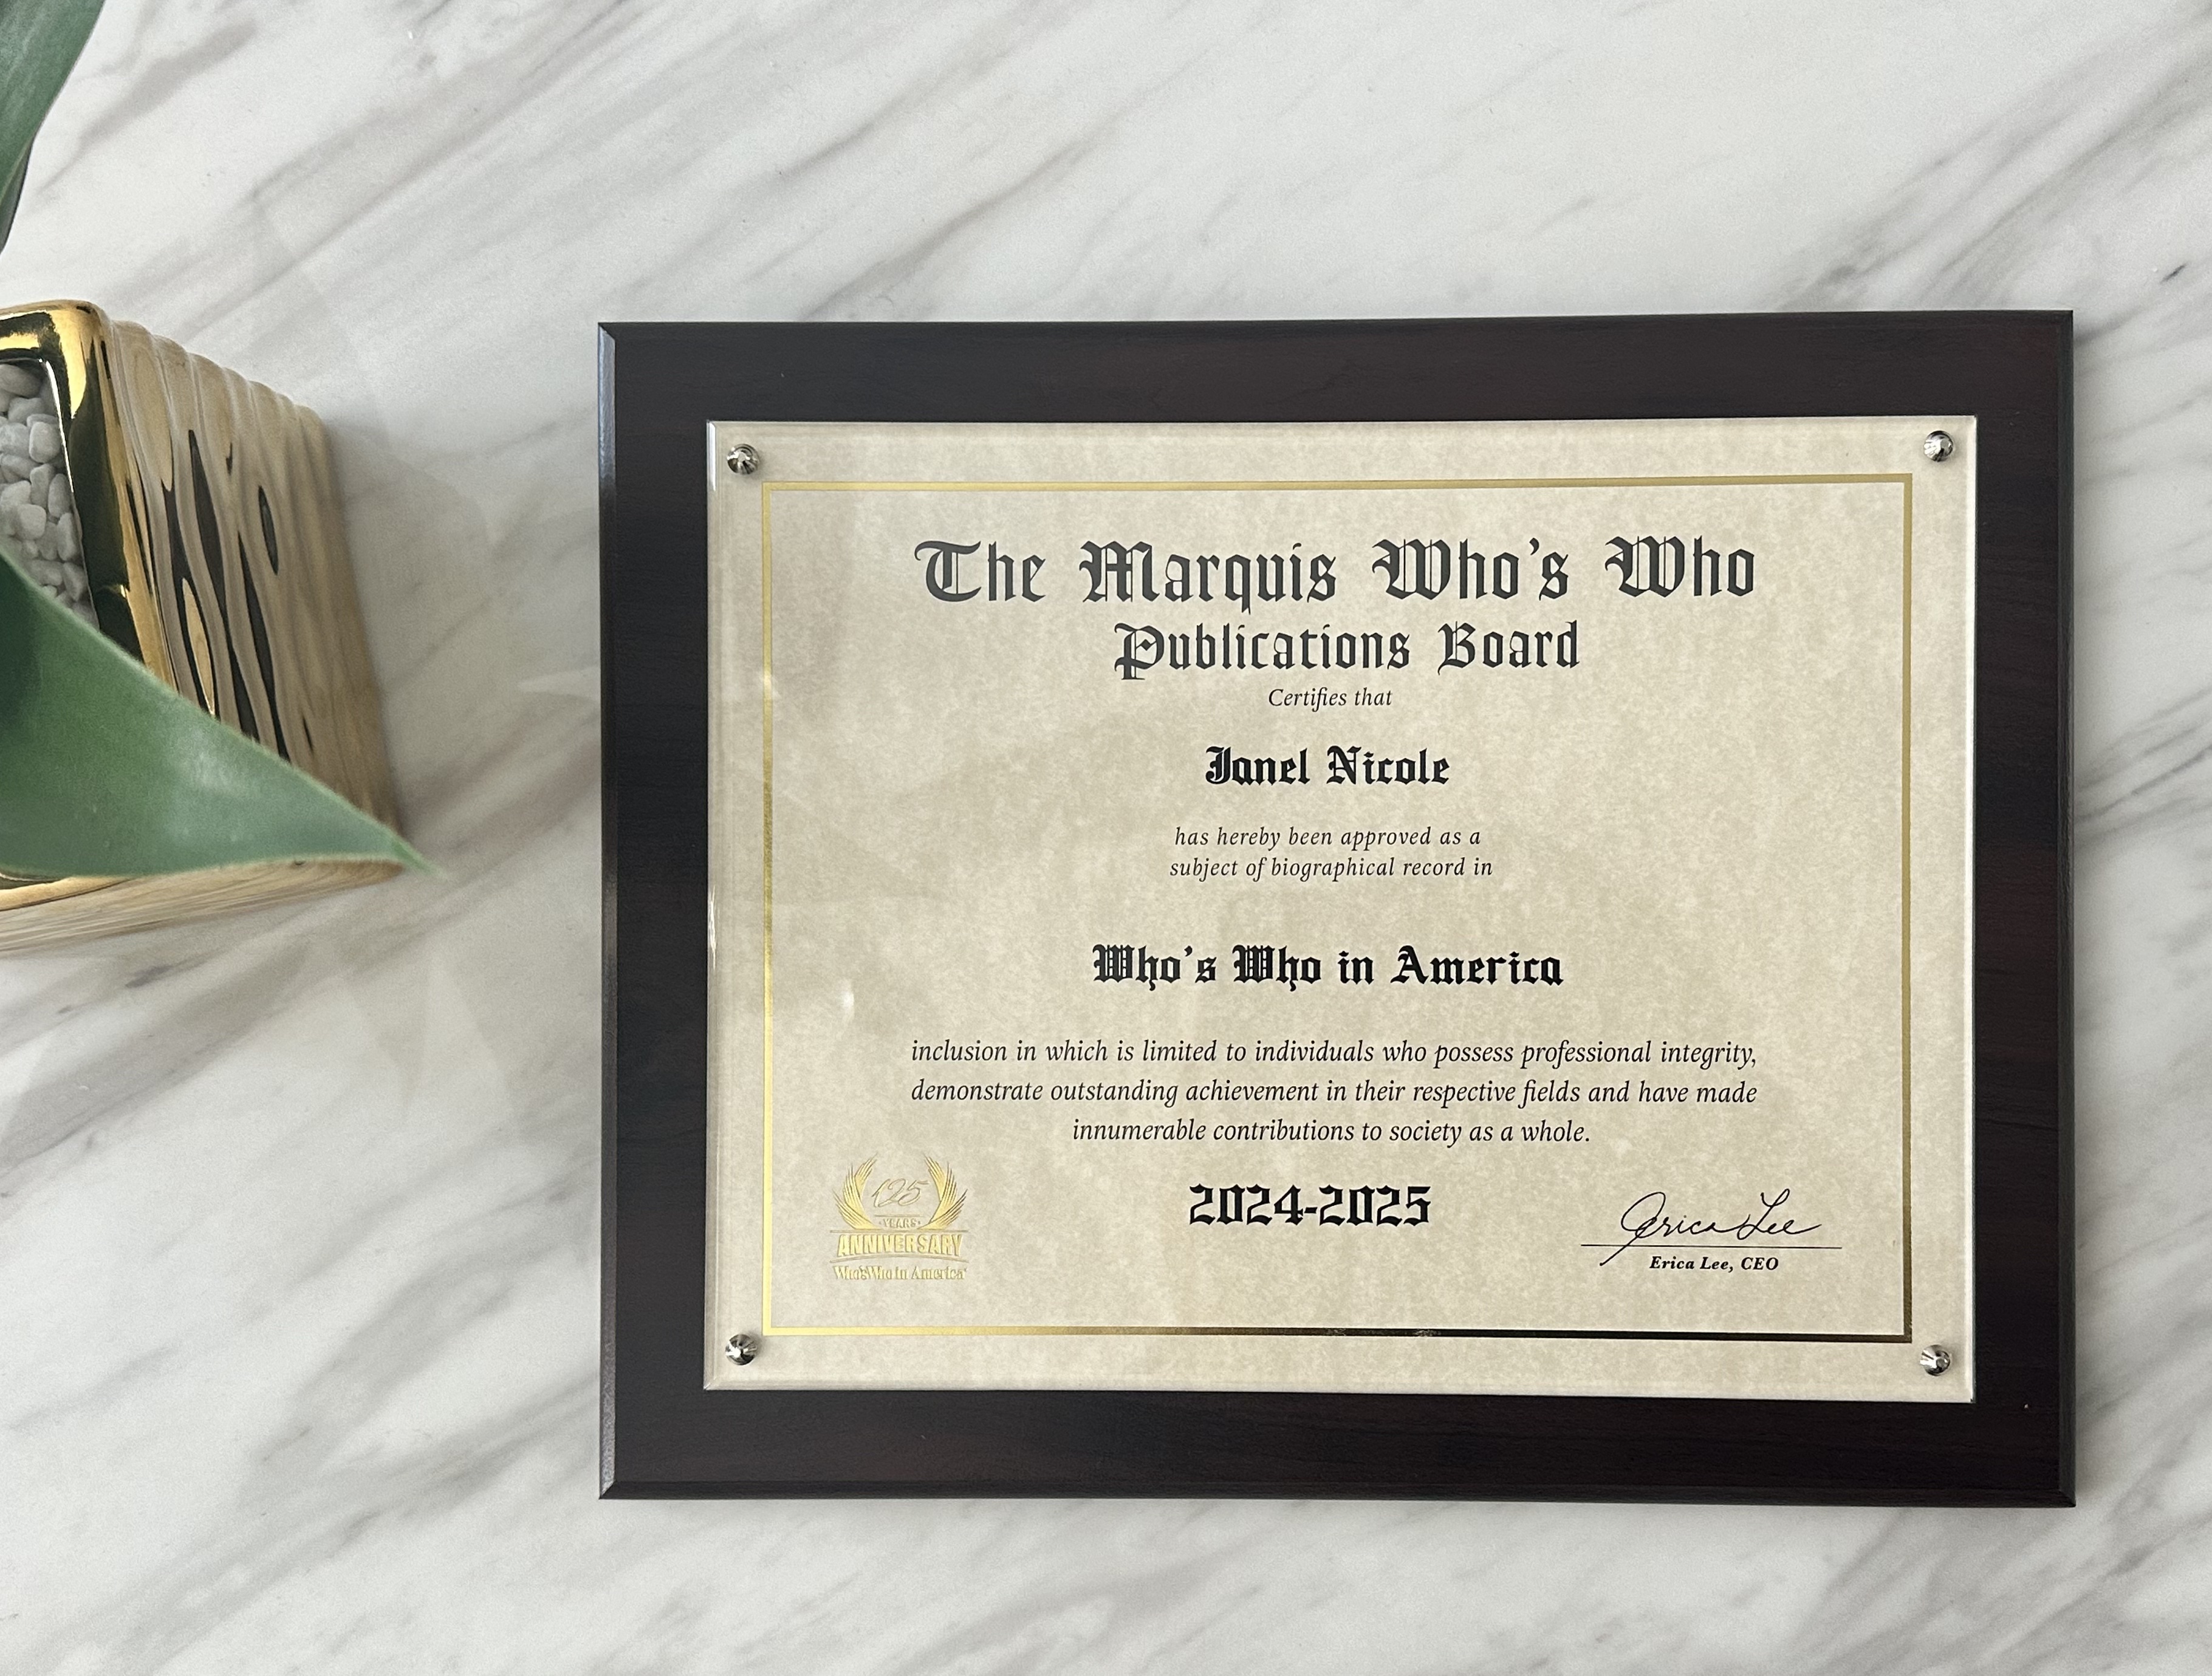 The Marquis Who's Who
Publications Board
Certifies that
Janel Nicole
has hereby been approved as a
subject of biographical record in
Who's Who in America
inclusion in which is limited to individuals who possess professional integrity,
demonstrate outstanding achievement in their respective fields and have made
innumerable contributions to society as a whole.
125
YEARS
ANNIVERSARY
Who's Who in America®
2024-2025
Erica Lee
Erica Lee, CEO